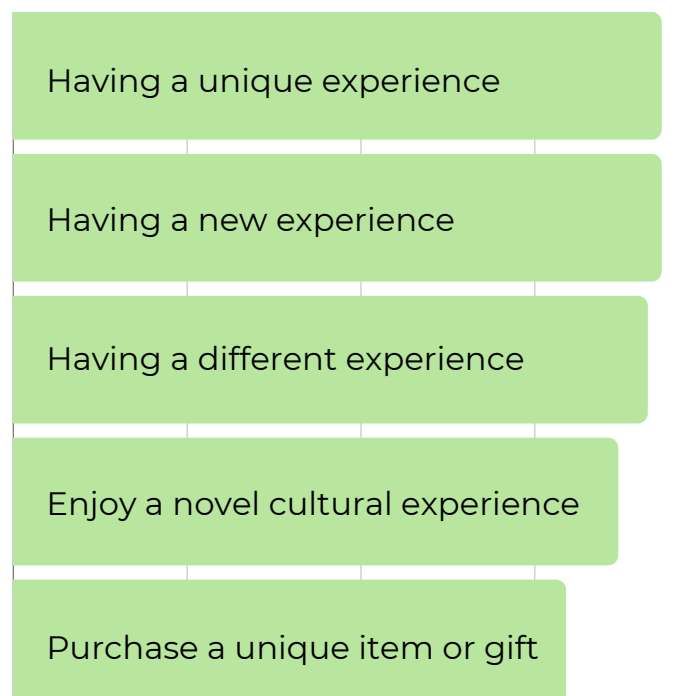 Having a unique experience
Having a new experience
Having a different experience
Enjoy a novel cultural experience
Purchase a unique item or gift